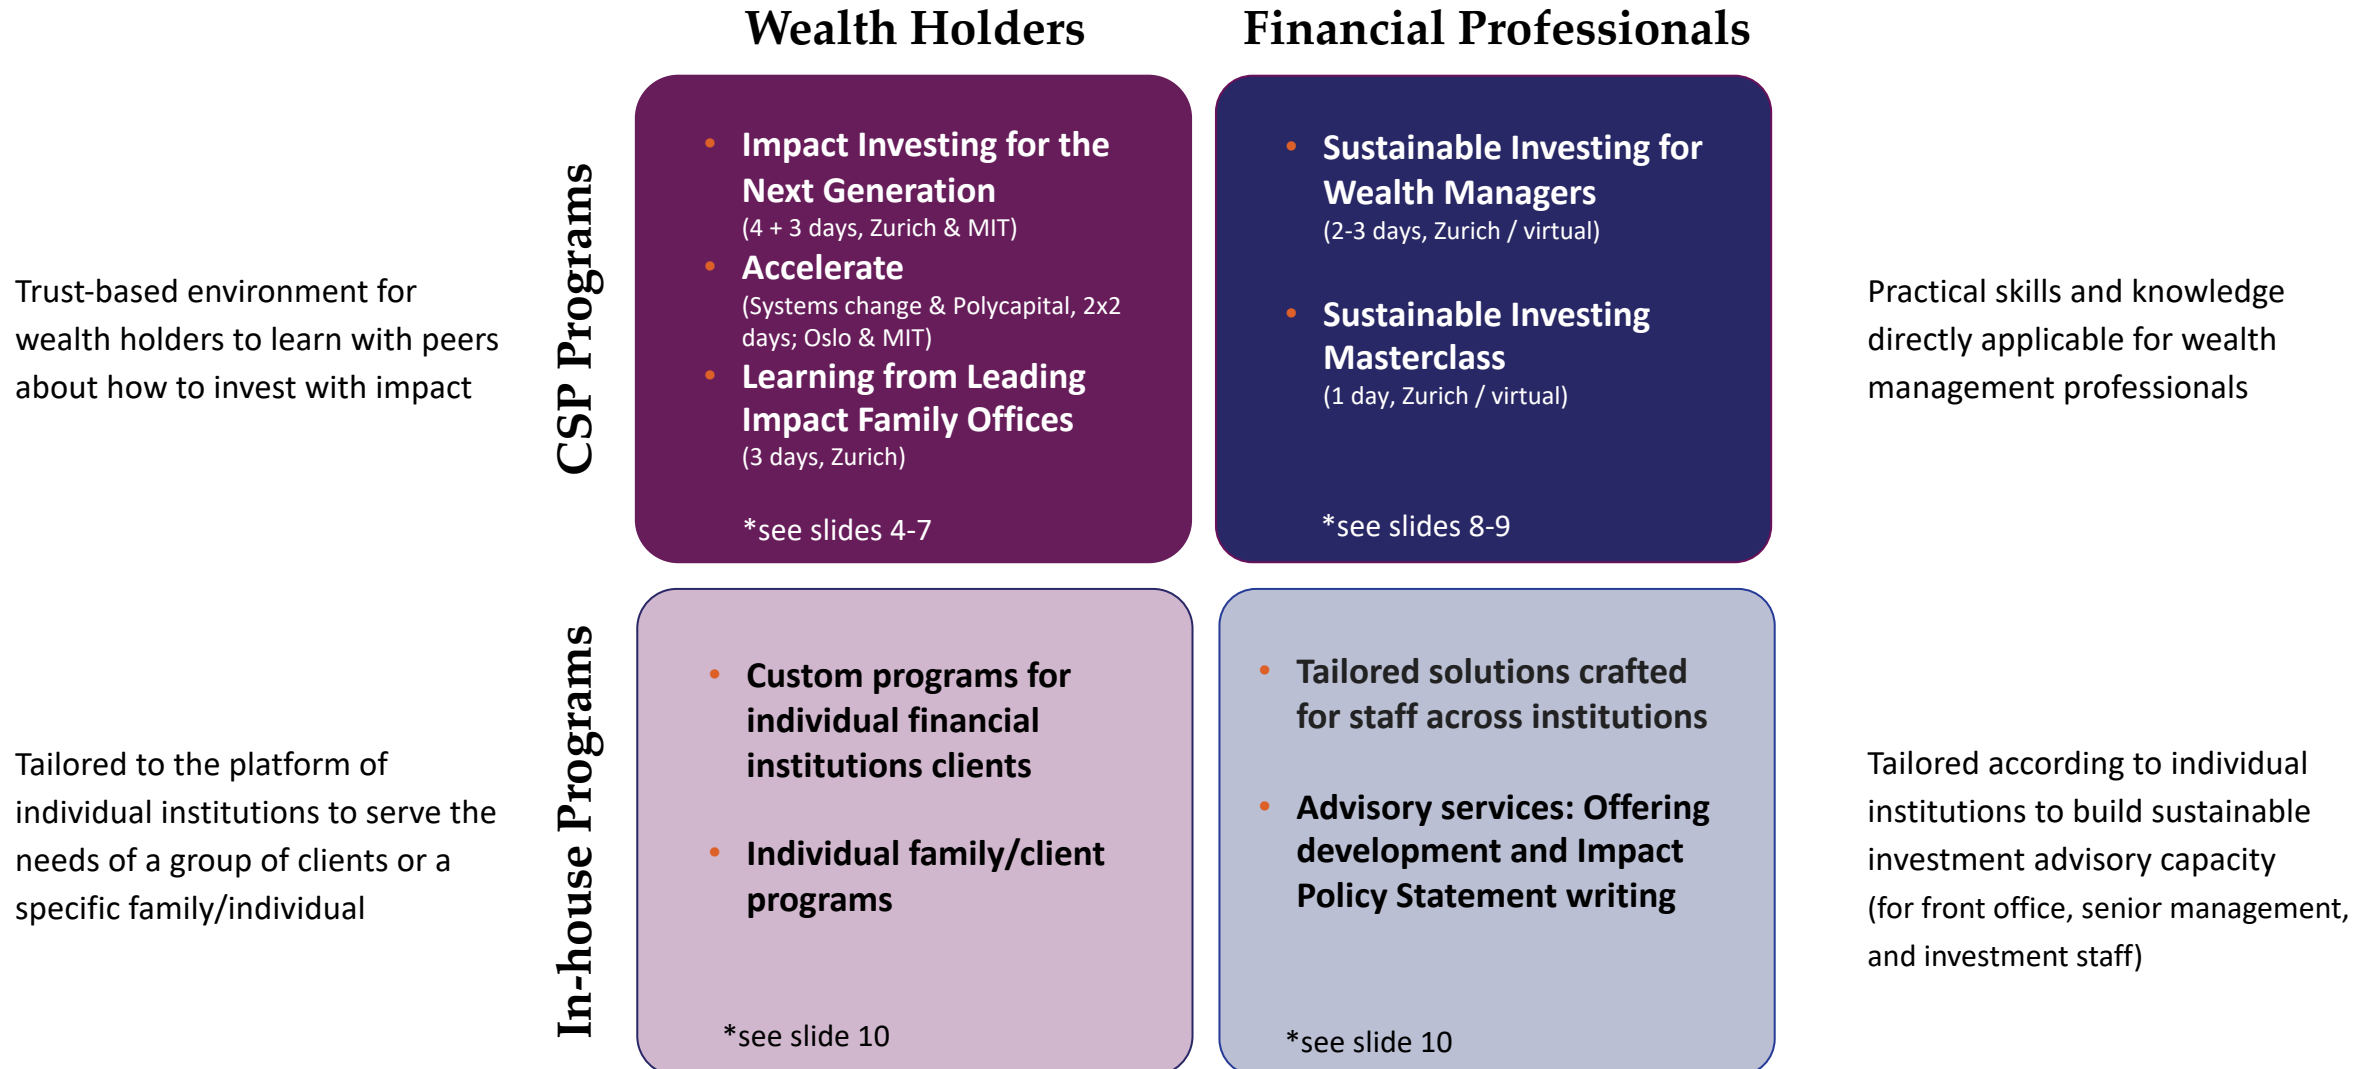 Wealth Holders
Financial Professionals
CSP Programs
Trust-based environment for
wealth holders to learn with peers
about how to invest with impact
• Impact Investing for the
Next Generation
(4 + 3 days, Zurich & MIT)
• Accelerate
(Systems change & Polycapital, 2x2
days; Oslo & MIT)
• Learning from Leading
Impact Family Offices
(3 days, Zurich)
*see slides 4-7
• Sustainable Investing for
Wealth Managers
(2-3 days, Zurich / virtual)
• Sustainable Investing
Masterclass
(1 day, Zurich / virtual)
*see slides 8-9
Practical skills and knowledge
directly applicable for wealth
management professionals
In-house Programs
Tailored to the platform of
individual institutions to serve the
needs of a group of clients or a
specific family/individual
• Custom programs for
individual financial
institutions clients
• Individual family/client
programs
*see slide 10
• Tailored solutions crafted
for staff across institutions
• Advisory services: Offering
development and Impact
Policy Statement writing
*see slide 10
Tailored according to individual
institutions to build sustainable
investment advisory capacity
(for front office, senior management,
and investment staff)